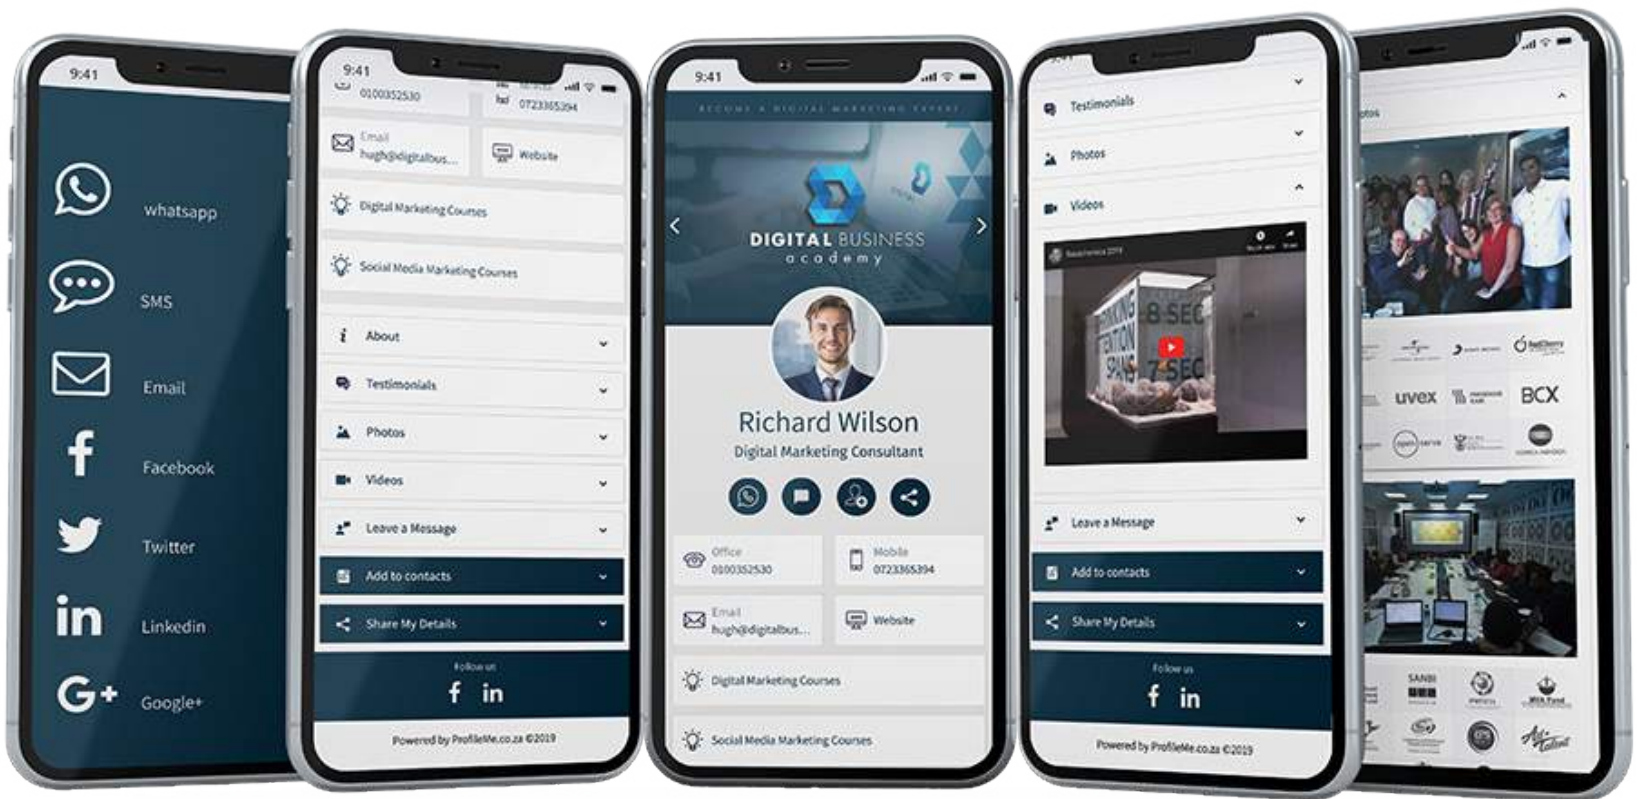 9:41
whatsapp
SMS
Email
Facebook
Twitter
Linkedin
G+
Google+
9:41
0100352530
0723365394
Email
hugh@digitalbus...
Website
Digital Marketing Courses
Social Media Marketing Courses
About
Testimonials
Photos
Videos
Leave a Message
Add to contacts
Share My Details
Follow us
f in
Powered by ProfileMe.co.za ©2019
9:41
BECOME A DIGITAL MARKETING EXPERT
DIGITAL BUSINESS
academy
Richard Wilson
Digital Marketing Consultant
Office
0100352530
Mobile
0723365394
Email
hugh@digitalbus...
Website
Digital Marketing Courses
Social Media Marketing Courses
Testimonials
Photos
Videos
8 SEC
7 SEC
SPANS
Leave a Message
Add to contacts
Share My Details
Follow us
f in
Powered by ProfileMe.co.za ©2019
uvex
BCX
SANBI